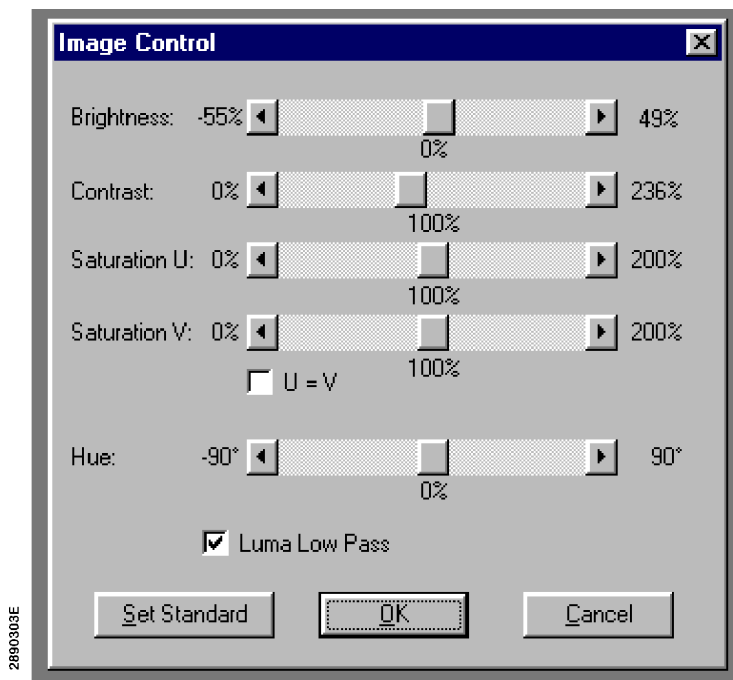 Image Control
Brightness: -55% 49%
0%
Contrast: 0% 236%
100%
Saturation U: 0% 200%
100%
Saturation V: 0% 200%
100%
U = V
Hue: -90° 90°
0%
Luma Low Pass
Set Standard OK Cancel
2890303E